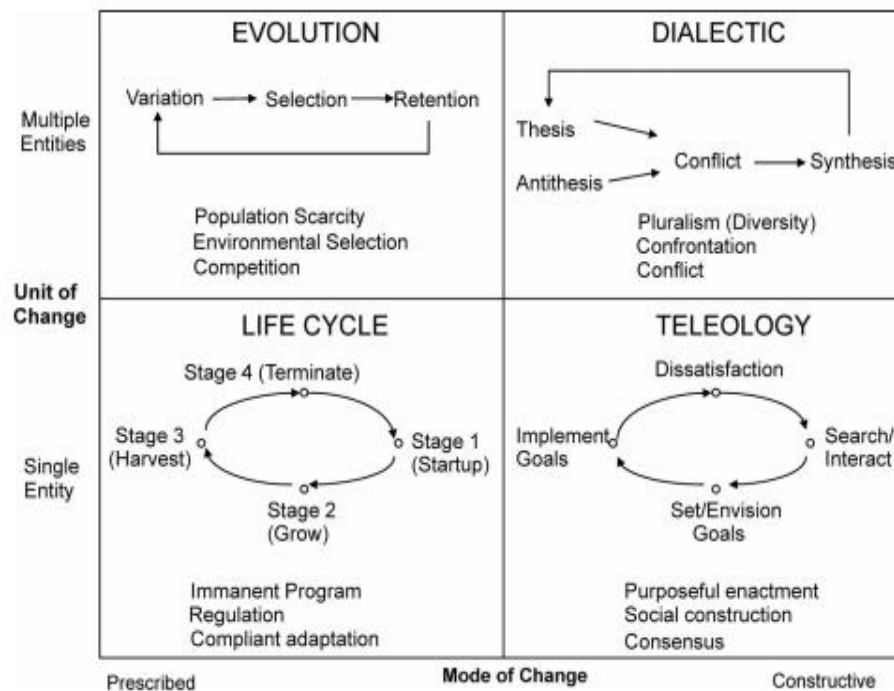 EVOLUTION
Variation
Selection
Retention
Population Scarcity
Environmental Selection
Competition
DIALECTIC
Thesis
Antithesis
Conflict
Synthesis
Pluralism (Diversity)
Confrontation
Conflict
Multiple
Entities
Unit of
Change
LIFE CYCLE
Stage 4 (Terminate)
Stage 3
(Harvest)
Stage 1
(Startup)
Stage 2
(Grow)
Immanent Program
Regulation
Compliant adaptation
TELEOLOGY
Dissatisfaction
Implement
Goals
Search/
Interact
Set/Envision
Goals
Purposeful enactment
Social construction
Consensus
Single
Entity
Prescribed
Mode of Change
Constructive